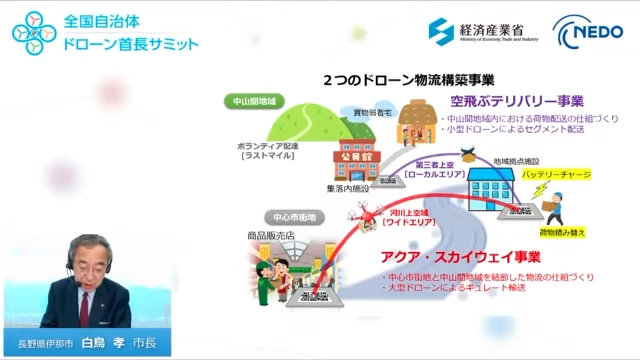 全国自治体
ドローン首長サミット
経済産業省
Ministry of Economy, Trade and Industry
NEDO
2つのドローン物流構築事業
中山間地域
買物弱者宅
空飛ぶデリバリー事業
・中山間地域内における荷物配送の仕組づくり
・小型ドローンによるセグメント配送
ボランティア配達
[ラストマイル]
公民館
第三者上空
[ローカルエリア]
地域拠点施設
バッテリーチャージ
集落内施設
中心市街地
河川上空域
[ワイドエリア]
荷物積み替え
商品販売店
アクア・スカイウェイ事業
・中心市街地と中山間地域を結節した物流の仕組づくり
・大型ドローンによるキュレート輸送
長野県伊那市 白鳥 孝 市長